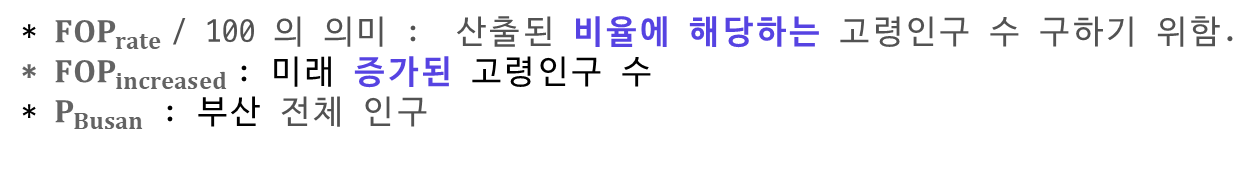 * FOPrate / 100 의 의미 : 산출된 비율에 해당하는 고령인구 수 구하기 위함.
* FOPincreased : 미래 증가된 고령인구 수
* PBusan : 부산 전체 인구